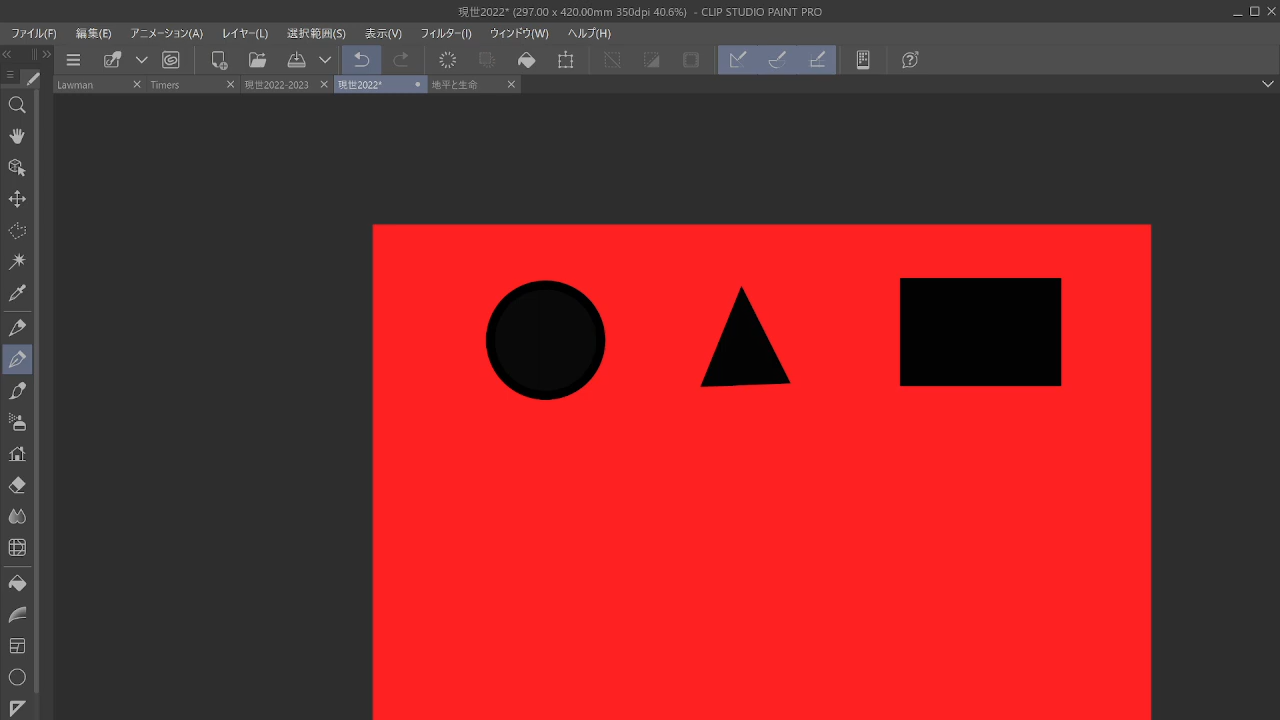 現世2022* (297.00 x 420.00mm 350dpi 40.6%) - CLIP STUDIO PAINT PRO
ファイル(F) 編集(E) アニメーション(A) レイヤー(L) 選択範囲(S) 表示(V) フィルター(I) ウィンドウ(W) ヘルプ(H)
Lawman Timers 現世2022-2023 現世2022* 地平と生命